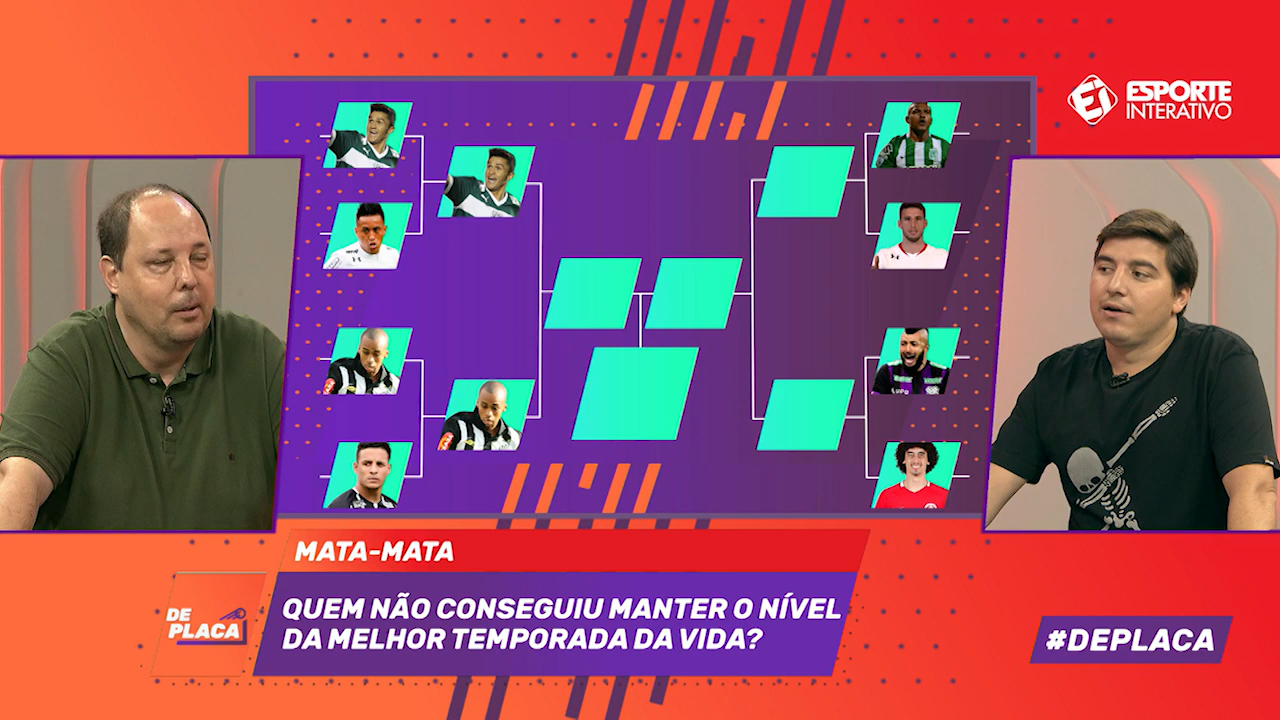 Ei ESPORTE
INTERATIVO
MATA-MATA
DE
PLACA
QUEM NÃO CONSEGUIU MANTER O NÍVEL
DA MELHOR TEMPORADA DA VIDA?
#DEPLACA